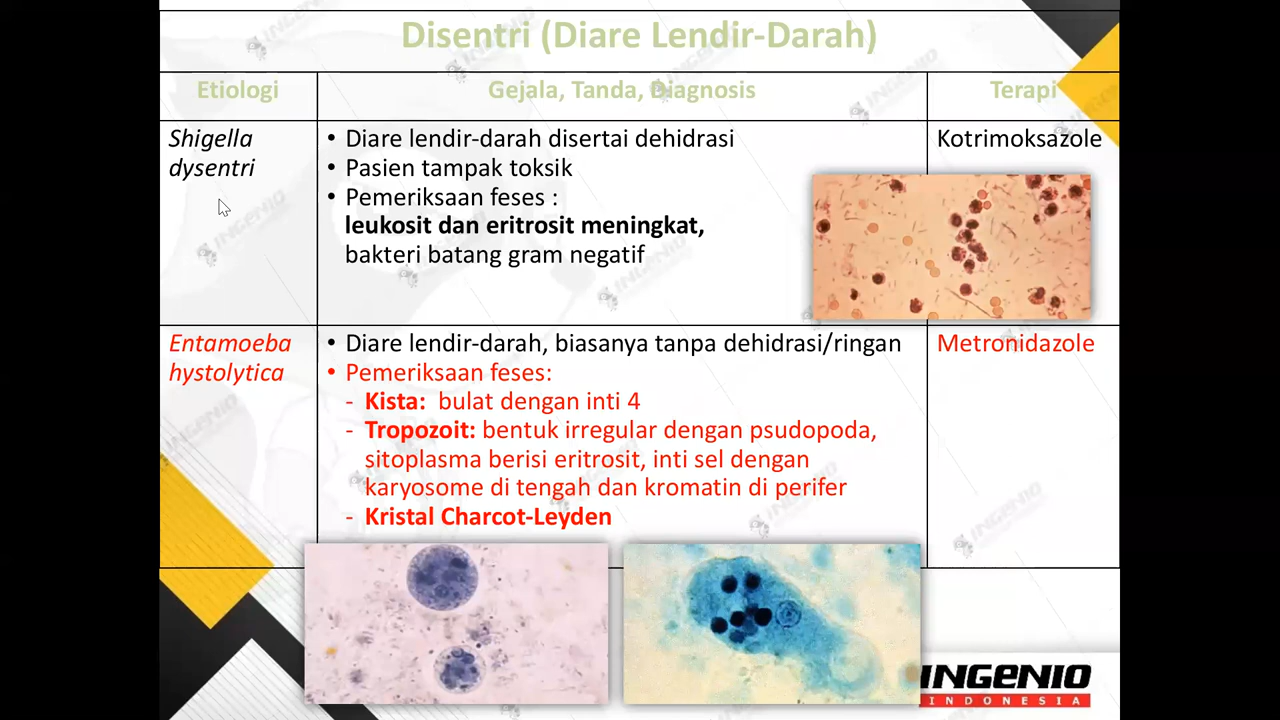 Disentri (Diare Lendir-Darah)
Etiologi
Gejala, Tanda, Diagnosis
Terapi
Shigella
dysentri
• Diare lendir-darah disertai dehidrasi
• Pasien tampak toksik
• Pemeriksaan feses :
leukosit dan eritrosit meningkat,
bakteri batang gram negatif
Kotrimoksazole
Entamoeba
hystolytica
• Diare lendir-darah, biasanya tanpa dehidrasi/ringan
• Pemeriksaan feses:
- Kista: bulat dengan inti 4
- Tropozoit: bentuk irregular dengan psudopoda,
sitoplasma berisi eritrosit, inti sel dengan
karyosome di tengah dan kromatin di perifer
- Kristal Charcot-Leyden
Metronidazole
INGENIO
INDONESIA